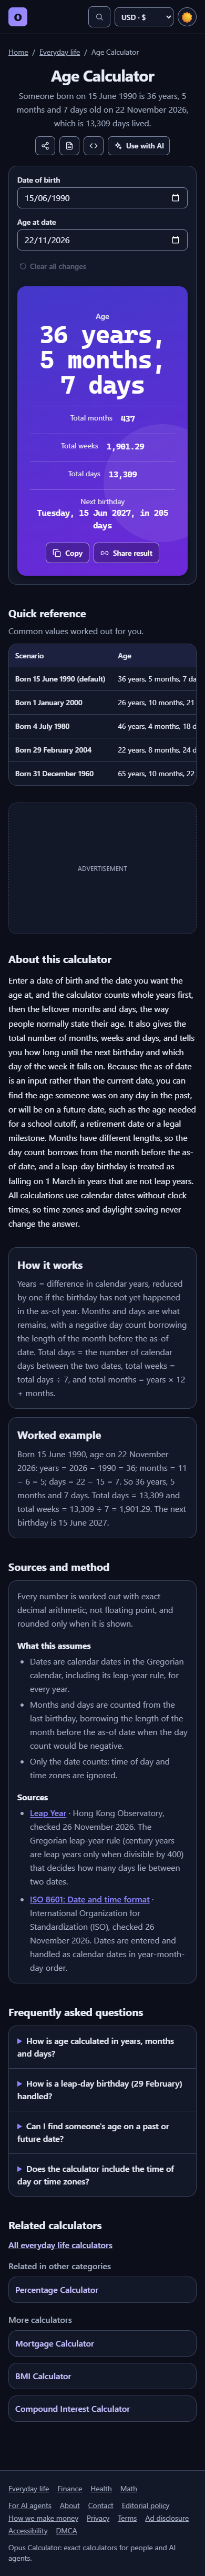 O
USD · $
Home / Everyday life / Age Calculator
Age Calculator
Someone born on 15 June 1990 is 36 years, 5
months and 7 days old on 22 November 2026,
which is 13,309 days lived.
Use with AI
Date of birth
15/06/1990
Age at date
22/11/2026
Clear all changes
Age
36 years,
5 months,
7 days
Total months 437
Total weeks 1,901.29
Total days 13,309
Next birthday
Tuesday, 15 Jun 2027, in 205
days
Copy
Share result
Quick reference
Common values worked out for you.
Scenario Age
Born 15 June 1990 (default) 36 years, 5 months, 7 da
Born 1 January 2000 26 years, 10 months, 21
Born 4 July 1980 46 years, 4 months, 18 d
Born 29 February 2004 22 years, 8 months, 24 d
Born 31 December 1960 65 years, 10 months, 22
ADVERTISEMENT
About this calculator
Enter a date of birth and the date you want the
age at, and the calculator counts whole years first,
then the leftover months and days, the way
people normally state their age. It also gives the
total number of months, weeks and days, and tells
you how long until the next birthday and which
day of the week it falls on. Because the as-of date
is an input rather than the current date, you can
find the age someone was on any day in the past,
or will be on a future date, such as the age needed
for a school cutoff, a retirement date or a legal
milestone. Months have different lengths, so the
day count borrows from the month before the as-
of date, and a leap-day birthday is treated as
falling on 1 March in years that are not leap years.
All calculations use calendar dates without clock
times, so time zones and daylight saving never
change the answer.
How it works
Years = difference in calendar years, reduced
by one if the birthday has not yet happened
in the as-of year. Months and days are what
remains, with a negative day count borrowing
the length of the month before the as-of
date. Total days = the number of calendar
days between the two dates, total weeks =
total days ÷ 7, and total months = years × 12
+ months.
Worked example
Born 15 June 1990, age on 22 November
2026: years = 2026 − 1990 = 36; months = 11
− 6 = 5; days = 22 − 15 = 7. So 36 years, 5
months and 7 days. Total days = 13,309 and
total weeks = 13,309 ÷ 7 = 1,901.29. The next
birthday is 15 June 2027.
Sources and method
Every number is worked out with exact
decimal arithmetic, not floating point, and
rounded only when it is shown.
What this assumes
• Dates are calendar dates in the Gregorian
calendar, including its leap-year rule, for
every year.
• Months and days are counted from the
last birthday, borrowing the length of the
month before the as-of date when the day
count would be negative.
• Only the date counts: time of day and
time zones are ignored.
Sources
• Leap Year · Hong Kong Observatory,
checked 26 November 2026. The
Gregorian leap-year rule (century years
are leap years only when divisible by 400)
that decides how many days lie between
two dates.
• ISO 8601: Date and time format ·
International Organization for
Standardization (ISO), checked 26
November 2026. Dates are entered and
handled as calendar dates in year-month-
day order.
Frequently asked questions
How is age calculated in years, months
and days?
How is a leap-day birthday (29 February)
handled?
Can I find someone's age on a past or
future date?
Does the calculator include the time of
day or time zones?
Related calculators
All everyday life calculators
Related in other categories
Percentage Calculator
More calculators
Mortgage Calculator
BMI Calculator
Compound Interest Calculator
Everyday life Finance Health Math
For AI agents About Contact Editorial policy
How we make money Privacy Terms Ad disclosure
Accessibility DMCA
Opus Calculator: exact calculators for people and AI
agents.